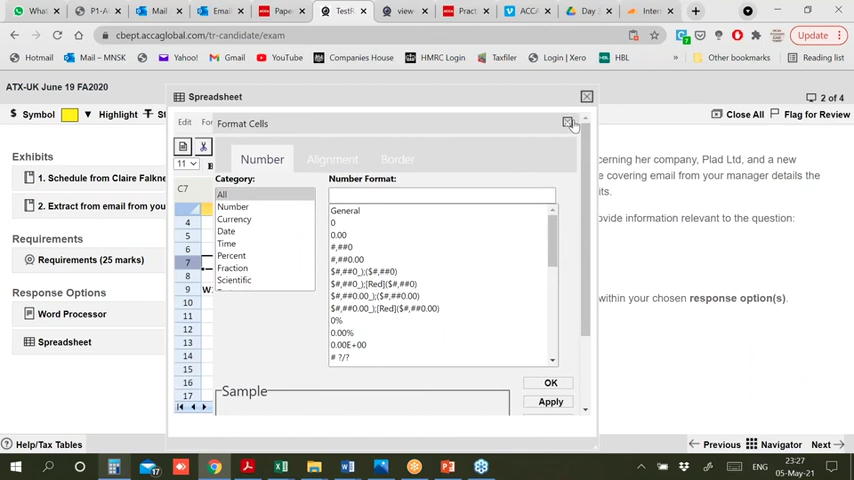 What: P1-A Mail Email Paper TestR view- Pract ACCA Day 3 Intern
cbept.accaglobal.com/tr-candidate/exam Update
Hotmail Mail – MNSK Yahoo! Gmail Companies House HMRC Login Taxfiler Login | Xero HBL Other bookmarks Reading list
ATX-UK June 19 FA2020 2 of 4
Symbol Highlight Close All Flag for Review
Spreadsheet
Edit Fo
Format Cells
Number Alignment Border
11
Category: Number Format:
C7
All
Number
Currency
Date
Time
Percent
Fraction
Scientific
General
0
0.00
#,##0
#,##0.00
$#,##0_);($#,##0)
$#,##0_);[Red]($#,##0)
$#,##0.00_);($#,##0.00)
$#,##0.00_);[Red]($#,##0.00)
0%
0.00%
0.00E+00
# ?/?
OK
Apply
Sample
4
5
6
7
8
9
10
11
12
13
14
15
16
17
Exhibits
1. Schedule from Claire Falkne
2. Extract from email from you
Requirements
Requirements (25 marks)
Response Options
Word Processor
Spreadsheet
cerning her company, Plad Ltd, and a new
e covering email from your manager details the
its.
ovide information relevant to the question:
within your chosen response option(s).
Help/Tax Tables Previous Navigator Next
17 ENG 23:27
05-May-21